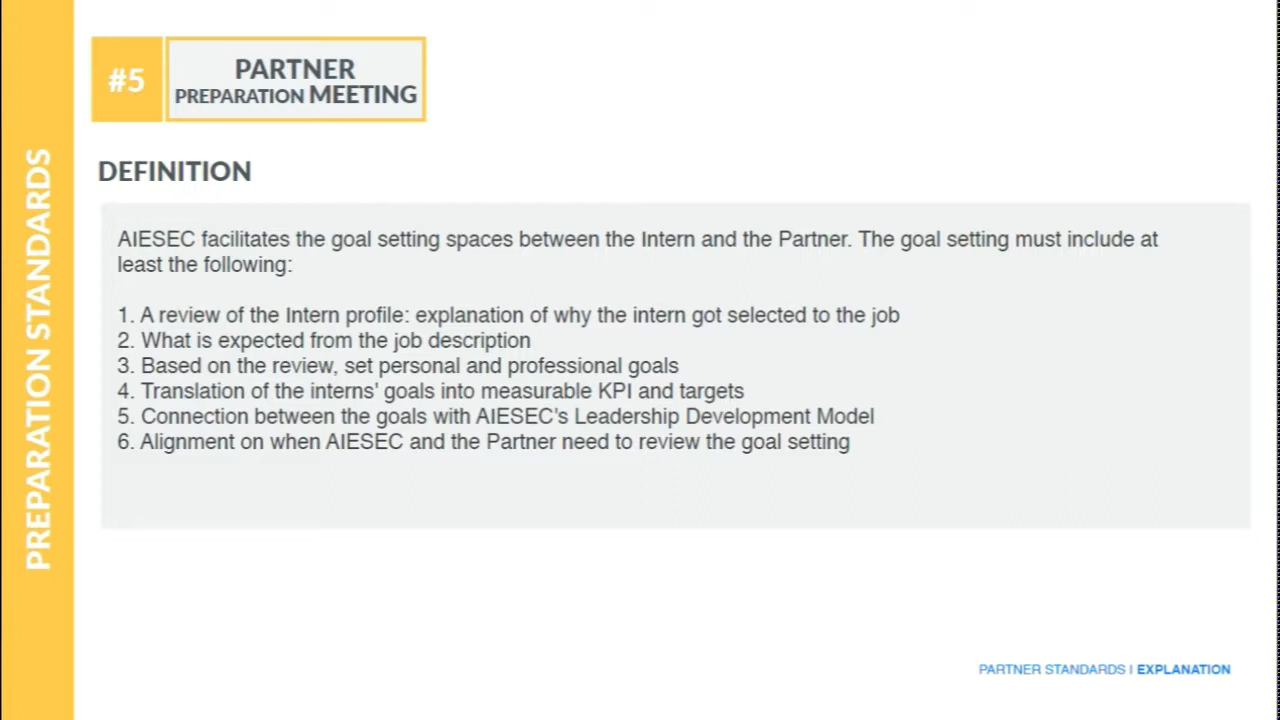 PREPARATION STANDARDS
#5
PARTNER
PREPARATION MEETING
DEFINITION
AIESEC facilitates the goal setting spaces between the Intern and the Partner. The goal setting must include at
least the following:
1. A review of the Intern profile: explanation of why the intern got selected to the job
2. What is expected from the job description
3. Based on the review, set personal and professional goals
4. Translation of the interns' goals into measurable KPI and targets
5. Connection between the goals with AIESEC's Leadership Development Model
6. Alignment on when AIESEC and the Partner need to review the goal setting
PARTNER STANDARDS | EXPLANATION